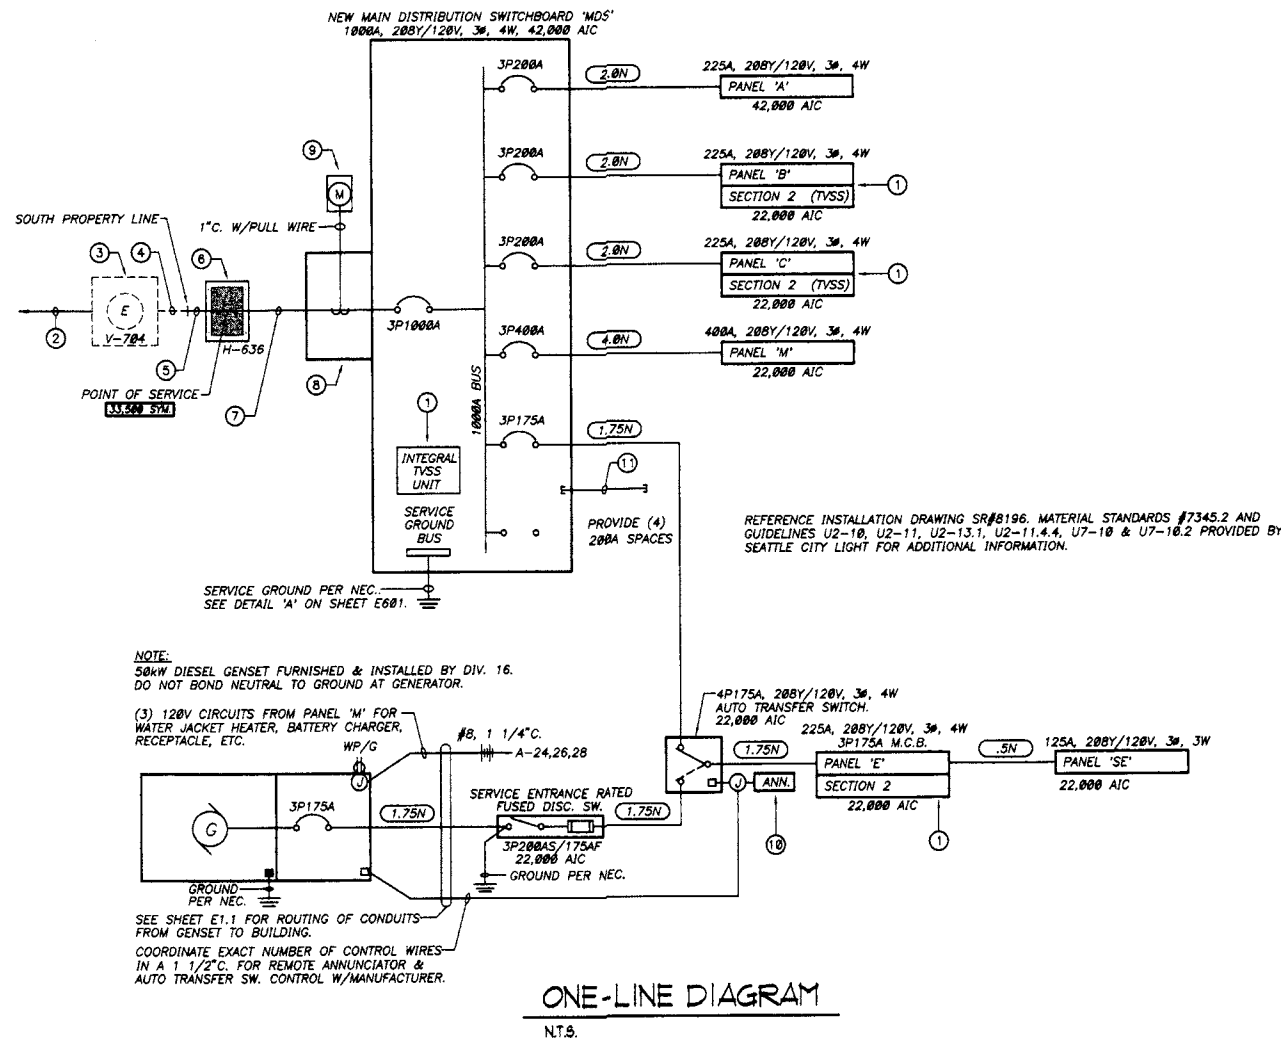 NEW MAIN DISTRIBUTION SWITCHBOARD 'MDS'
1000A, 208Y/120V, 3ø, 4W, 42,000 AIC
3P200A
2.0N
225A, 208Y/120V, 3ø, 4W
PANEL 'A'
42,000 AIC
3P200A
2.0N
225A, 208Y/120V, 3ø, 4W
PANEL 'B'
SECTION 2 (TVSS)
22,000 AIC
1
3P200A
2.0N
225A, 208Y/120V, 3ø, 4W
PANEL 'C'
SECTION 2 (TVSS)
22,000 AIC
1
3P400A
4.0N
400A, 208Y/120V, 3ø, 4W
PANEL 'M'
22,000 AIC
9
M
1"C. W/PULL WIRE
SOUTH PROPERTY LINE
3
4
6
E
V-704
H-636
2
5
7
8
POINT OF SERVICE
33,500 SYM.
3P1000A
1000A BUS
3P175A
1.75N
1
INTEGRAL
TVSS
UNIT
11
PROVIDE (4)
200A SPACES
SERVICE
GROUND
BUS
SERVICE GROUND PER NEC..
SEE DETAIL 'A' ON SHEET E601.
REFERENCE INSTALLATION DRAWING SR#8196. MATERIAL STANDARDS #7345.2 AND
GUIDELINES U2-10, U2-11, U2-13.1, U2-11.4.4, U7-10 & U7-10.2 PROVIDED BY
SEATTLE CITY LIGHT FOR ADDITIONAL INFORMATION.
NOTE:
50kW DIESEL GENSET FURNISHED & INSTALLED BY DIV. 16.
DO NOT BOND NEUTRAL TO GROUND AT GENERATOR.
(3) 120V CIRCUITS FROM PANEL 'M' FOR
WATER JACKET HEATER, BATTERY CHARGER,
RECEPTACLE, ETC.
WP/G
J
#8, 1 1/4"C.
A-24,26,28
4P175A, 208Y/120V, 3ø, 4W
AUTO TRANSFER SWITCH.
22,000 AIC
1.75N
225A, 208Y/120V, 3ø, 4W
3P175A M.C.B.
PANEL 'E'
SECTION 2
22,000 AIC
1
.5N
125A, 208Y/120V, 3ø, 3W
PANEL 'SE'
22,000 AIC
J
ANN.
10
G
3P175A
1.75N
SERVICE ENTRANCE RATED
FUSED DISC. SW.
1.75N
3P200AS/175AF
22,000 AIC
GROUND PER NEC.
GROUND
PER NEC.
SEE SHEET E1.1 FOR ROUTING OF CONDUITS
FROM GENSET TO BUILDING.
COORDINATE EXACT NUMBER OF CONTROL WIRES
IN A 1 1/2"C. FOR REMOTE ANNUNCIATOR &
AUTO TRANSFER SW. CONTROL W/MANUFACTURER.
ONE-LINE DIAGRAM
N.T.S.